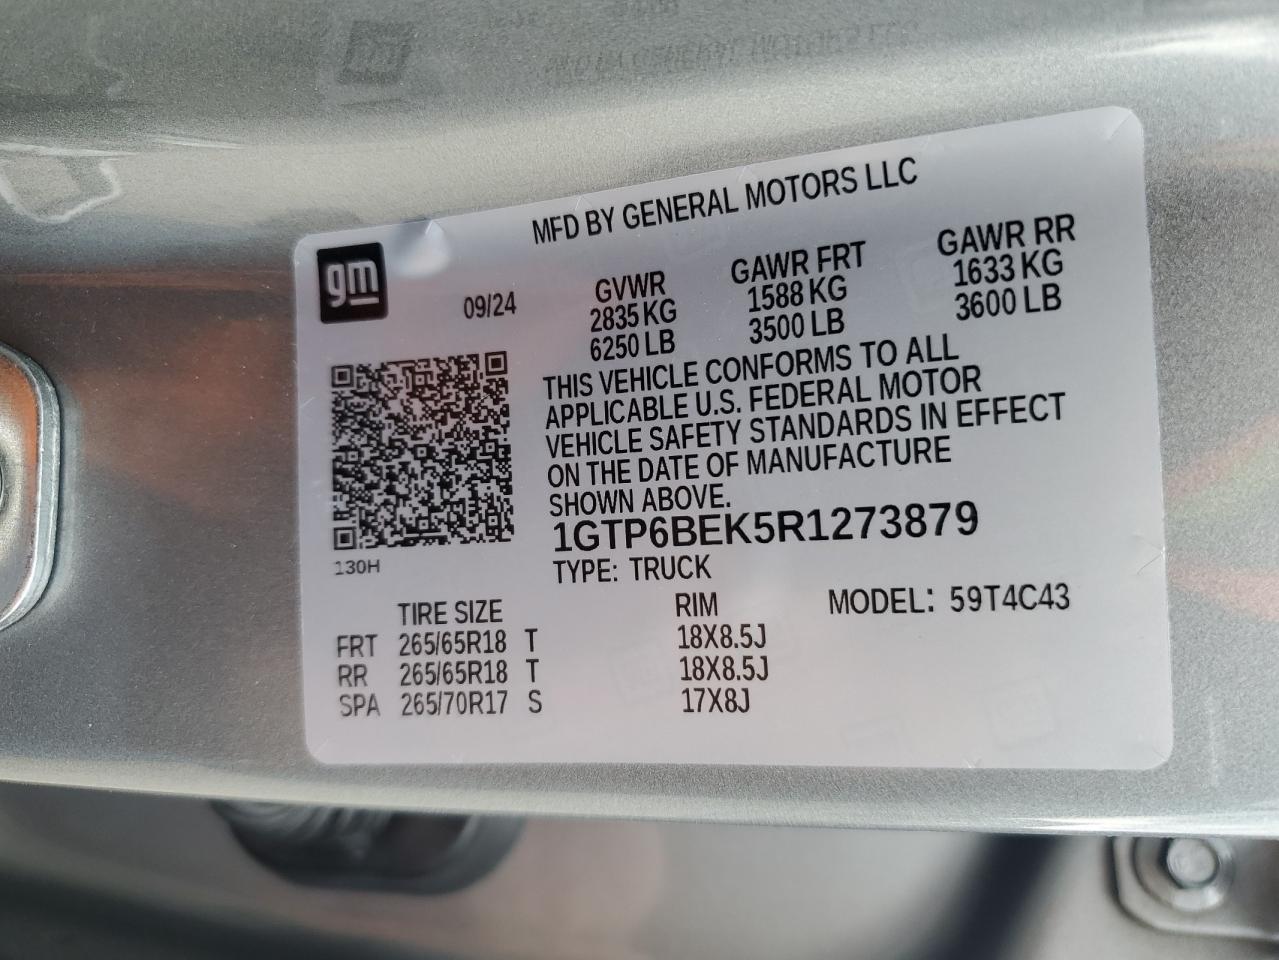 MFD BY GENERAL MOTORS LLC
gm
09/24
GVWR
2835 KG
6250 LB
GAWR FRT
1588 KG
3500 LB
GAWR RR
1633 KG
3600 LB
THIS VEHICLE CONFORMS TO ALL
APPLICABLE U.S. FEDERAL MOTOR
VEHICLE SAFETY STANDARDS IN EFFECT
ON THE DATE OF MANUFACTURE
SHOWN ABOVE.
1GTP6BEK5R1273879
TYPE: TRUCK
130H
MODEL: 59T4C43
TIRE SIZE RIM
FRT 265/65R18 T 18X8.5J
RR 265/65R18 T 18X8.5J
SPA 265/70R17 S 17X8J